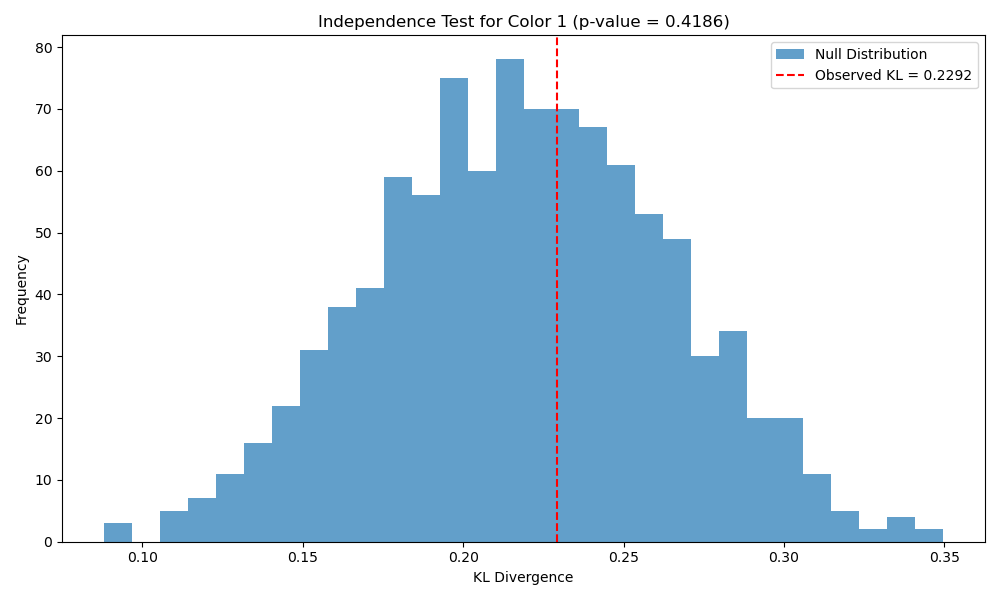 Independence Test for Color 1 (p-value = 0.4186)
Null Distribution
Observed KL = 0.2292
Frequency
80
70
60
50
40
30
20
10
0
0.10 0.15 0.20 0.25 0.30 0.35
KL Divergence